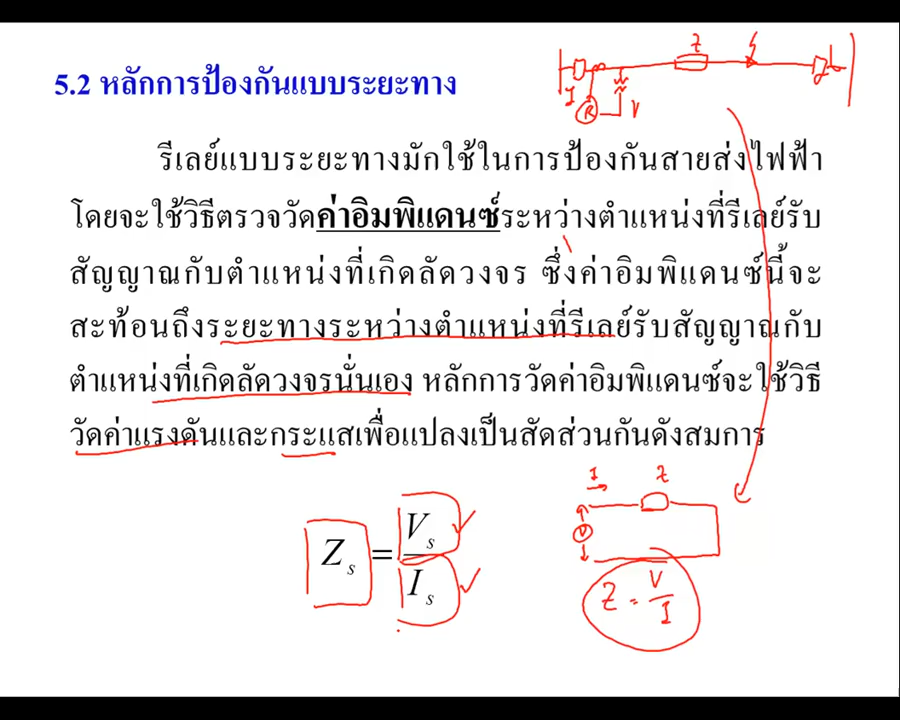 5.2 หลักการป้องกันแบบระยะทาง
Z
I
R
V
รีเลย์แบบระยะทางมักใช้ในการป้องกันสายส่งไฟฟ้า
โดยจะใช้วิธีตรวจวัดค่าอิมพิแดนซ์ระหว่างตำแหน่งที่รีเลย์รับ
สัญญาณกับตำแหน่งที่เกิดลัดวงจร ซึ่งค่าอิมพิแดนซ์นี้จะ
สะท้อนถึงระยะทางระหว่างตำแหน่งที่รีเลย์รับสัญญาณกับ
ตำแหน่งที่เกิดลัดวงจรนั่นเอง หลักการวัดค่าอิมพิแดนซ์จะใช้วิธี
วัดค่าแรงดันและกระแสเพื่อแปลงเป็นสัดส่วนกันดังสมการ
Z_s = V_s / I_s
I Z
V
Z = V / I